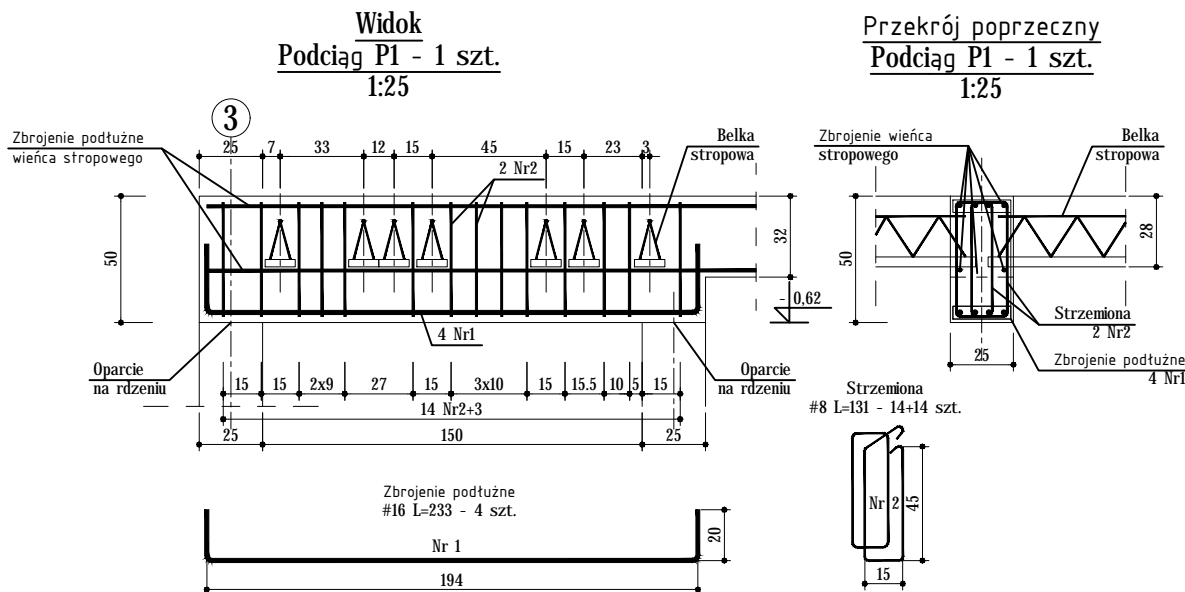 Widok
Podciąg P1 - 1 szt.
1:25
Przekrój poprzeczny
Podciąg P1 - 1 szt.
1:25
3
Zbrojenie podłużne
wieńca stropowego
25 7 33 12 15 45 15 23 3
2 Nr2
Belka
stropowa
50
32
- 0,62
4 Nr1
Oparcie
na rdzeniu
Oparcie
na rdzeniu
15 15 2x9 27 15 3x10 15 15.5 10 5 15
14 Nr2+3
25 150 25
Zbrojenie wieńca
stropowego
Belka
stropowa
50
28
Strzemiona
2 Nr2
25
Zbrojenie podłużne
4 Nr1
Strzemiona
#8 L=131 - 14+14 szt.
Nr 2
45
15
Zbrojenie podłużne
#16 L=233 - 4 szt.
Nr 1
20
194